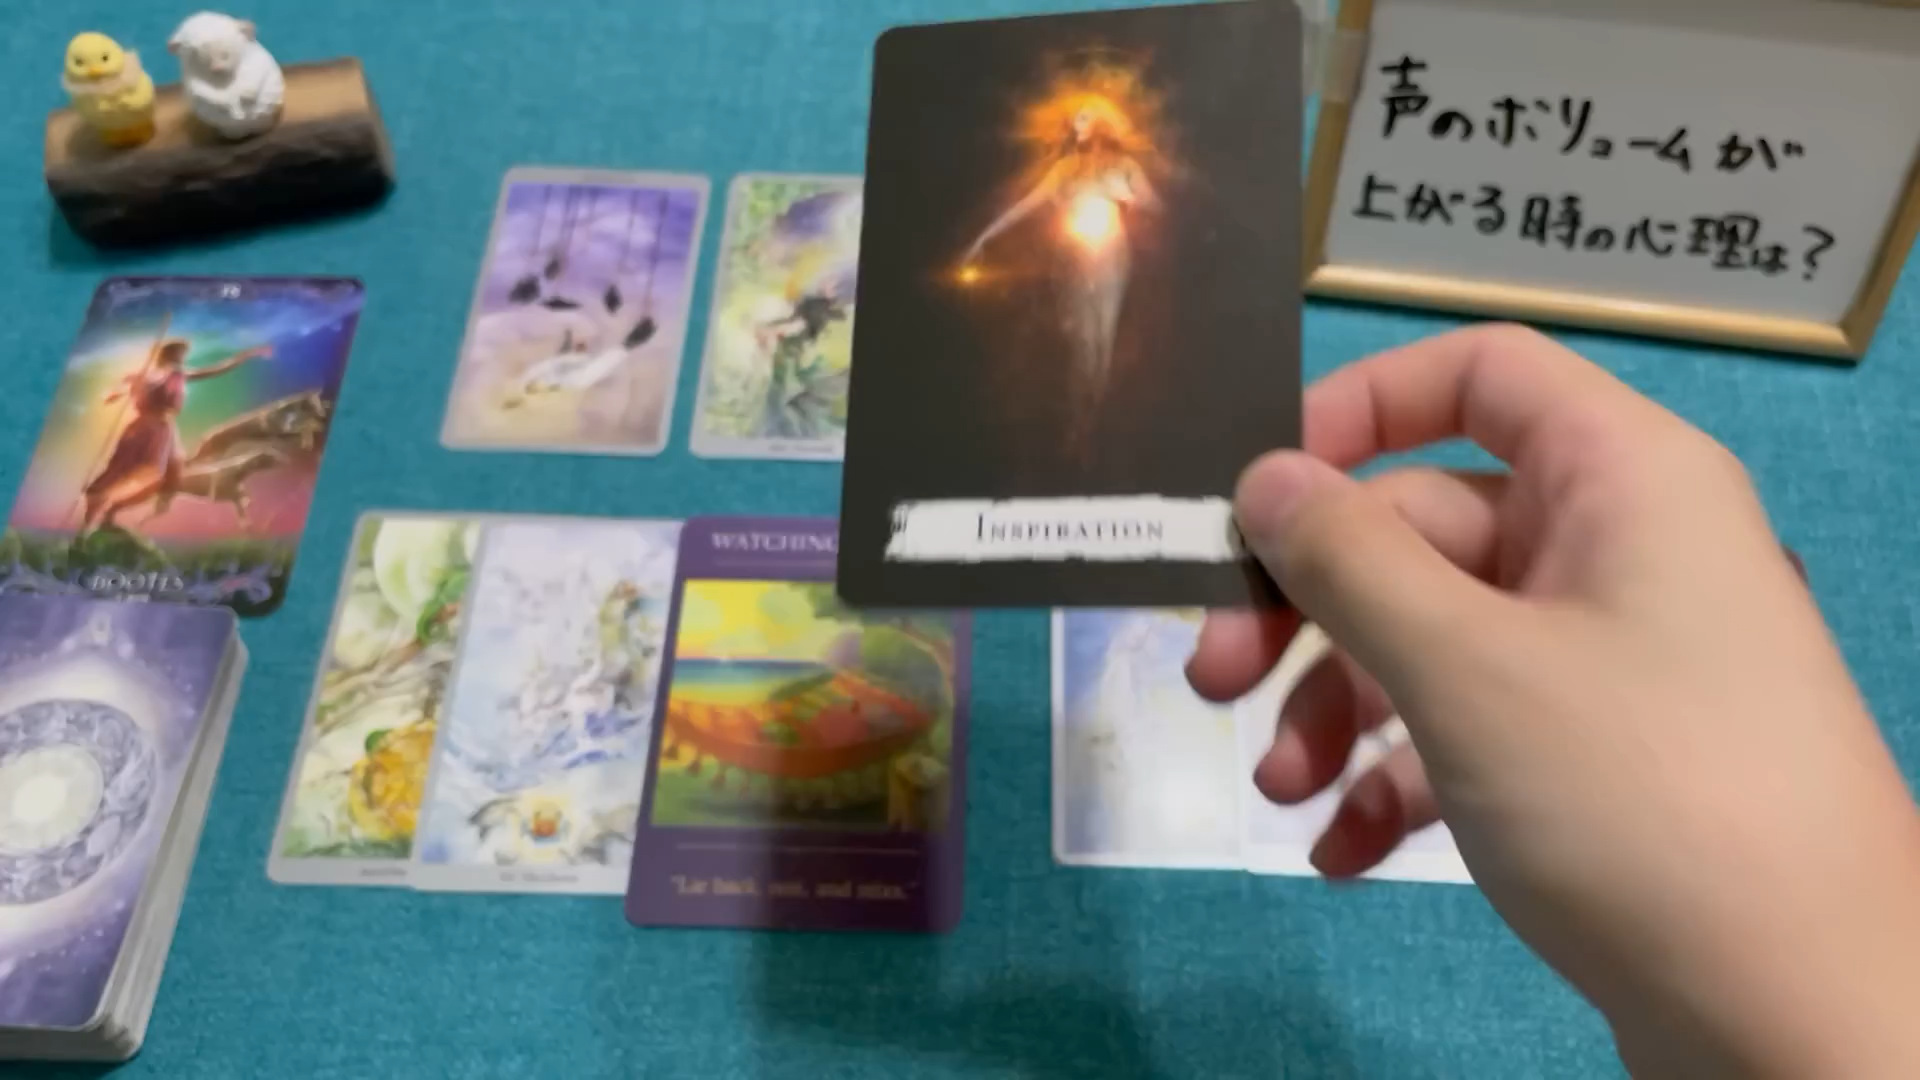 声のボリュームが
上がる時の心理は?
INSPIRATION
BOOTES
WATCHING
"Lie back, rest, and relax."